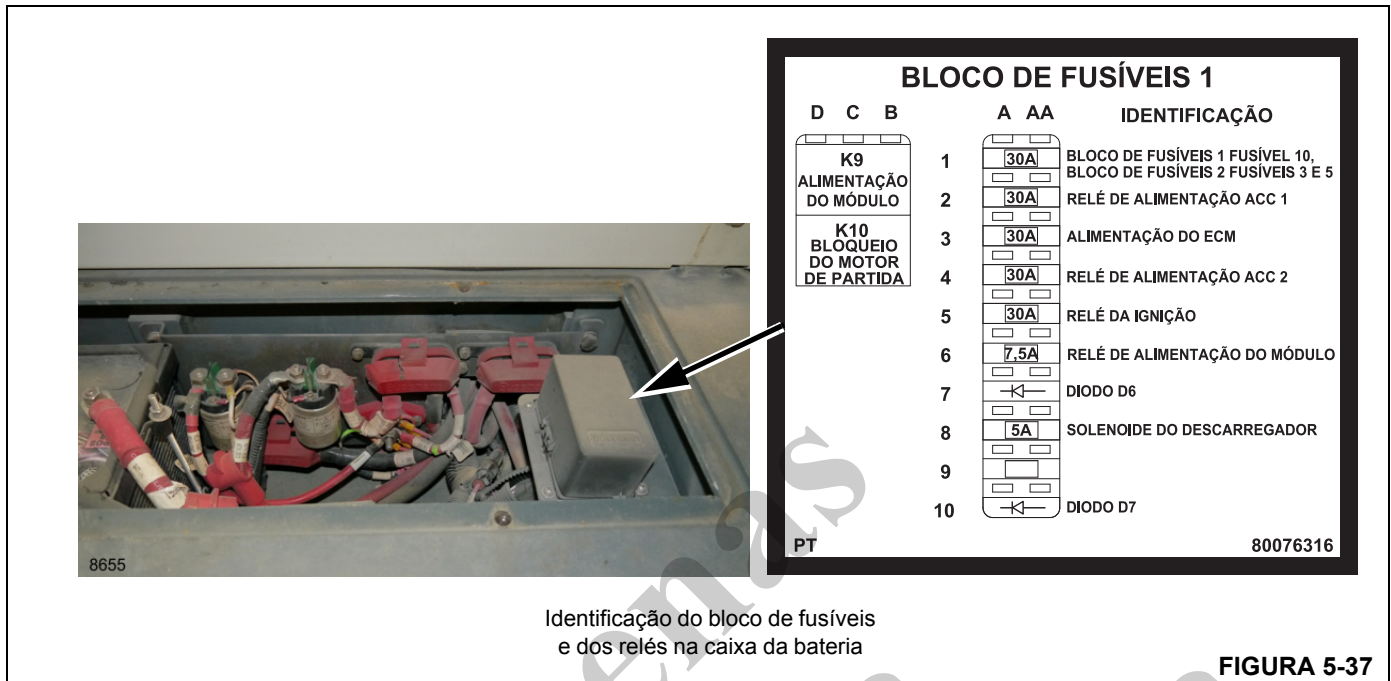 BLOCO DE FUSÍVEIS 1
D C B A AA IDENTIFICAÇÃO
K9
ALIMENTAÇÃO
DO MÓDULO
K10
BLOQUEIO
DO MOTOR
DE PARTIDA
1 30A BLOCO DE FUSÍVEIS 1 FUSÍVEL 10,
BLOCO DE FUSÍVEIS 2 FUSÍVEIS 3 E 5
2 30A RELÉ DE ALIMENTAÇÃO ACC 1
3 30A ALIMENTAÇÃO DO ECM
4 30A RELÉ DE ALIMENTAÇÃO ACC 2
5 30A RELÉ DA IGNIÇÃO
6 7,5A RELÉ DE ALIMENTAÇÃO DO MÓDULO
7 DIODO D6
8 5A SOLENOIDE DO DESCARREGADOR
9
10 DIODO D7
PT 80076316
8655
Identificação do bloco de fusíveis
e dos relés na caixa da bateria
FIGURA 5-37